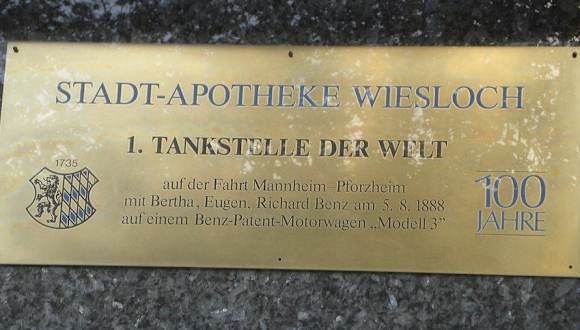 STADT-APOTHEKE WIESLOCH
1. TANKSTELLE DER WELT
1735
auf der Fahrt Mannheim–Pforzheim
mit Bertha, Eugen, Richard Benz am 5. 8. 1888
auf einem Benz-Patent-Motorwagen „Modell 3”
100
JAHRE